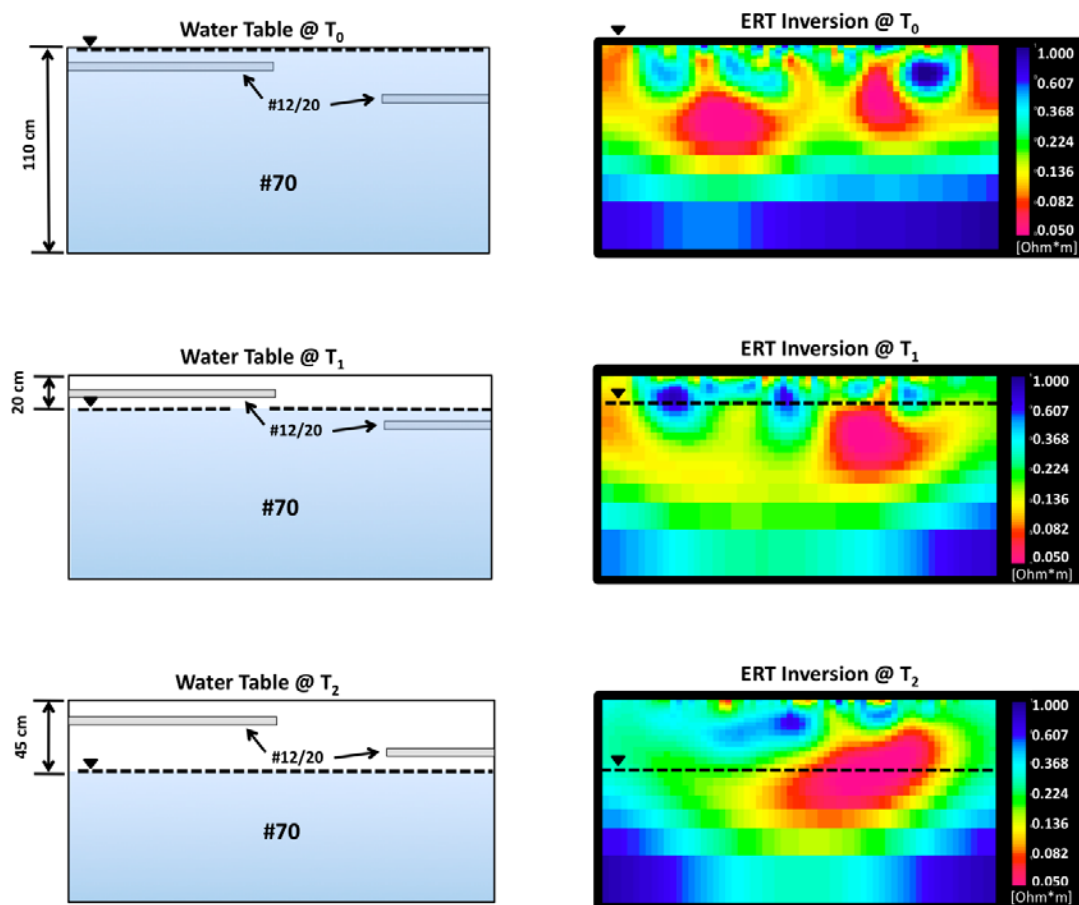 Water Table @ T0
110 cm
#12/20
#70
ERT Inversion @ T0
1.000
0.607
0.368
0.224
0.136
0.082
0.050
[Ohm*m]
Water Table @ T1
20 cm
#12/20
#70
ERT Inversion @ T1
1.000
0.607
0.368
0.224
0.136
0.082
0.050
[Ohm*m]
Water Table @ T2
45 cm
#12/20
#70
ERT Inversion @ T2
1.000
0.607
0.368
0.224
0.136
0.082
0.050
[Ohm*m]